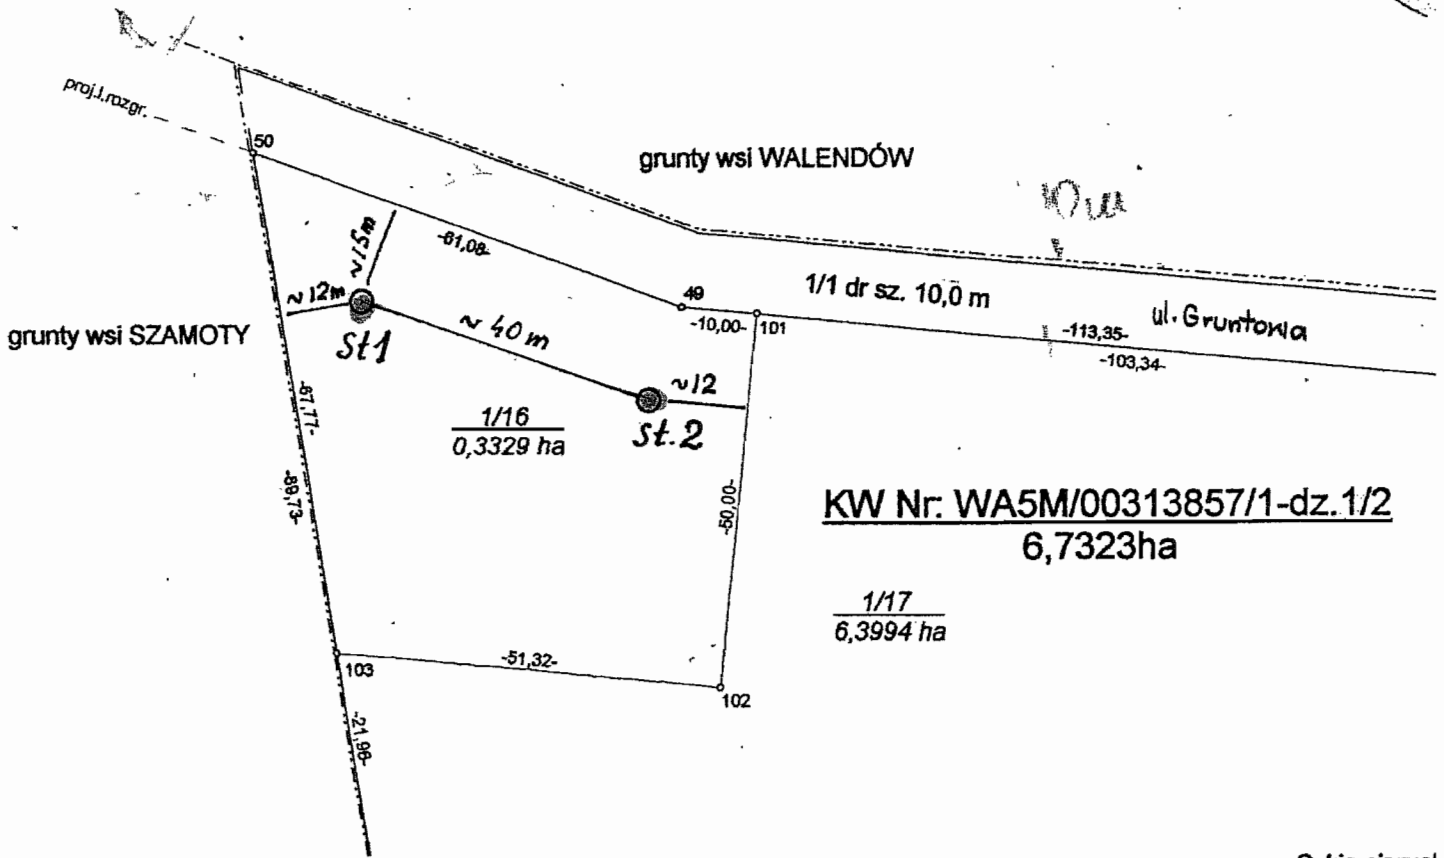 proj.l.rozgr.
50
grunty wsi WALENDÓW
10 m
~15m
-61,08-
~12m
49
1/1 dr sz. 10,0 m
ul. Gruntowa
-10,00-
101
-113,35-
-103,34-
grunty wsi SZAMOTY
St1
~ 40 m
~12
st.2
-67,77-
1/16
0,3329 ha
-89,73-
-50,00-
KW Nr: WA5M/00313857/1-dz.1/2
6,7323ha
1/17
6,3994 ha
103
-51,32-
102
-21,96-